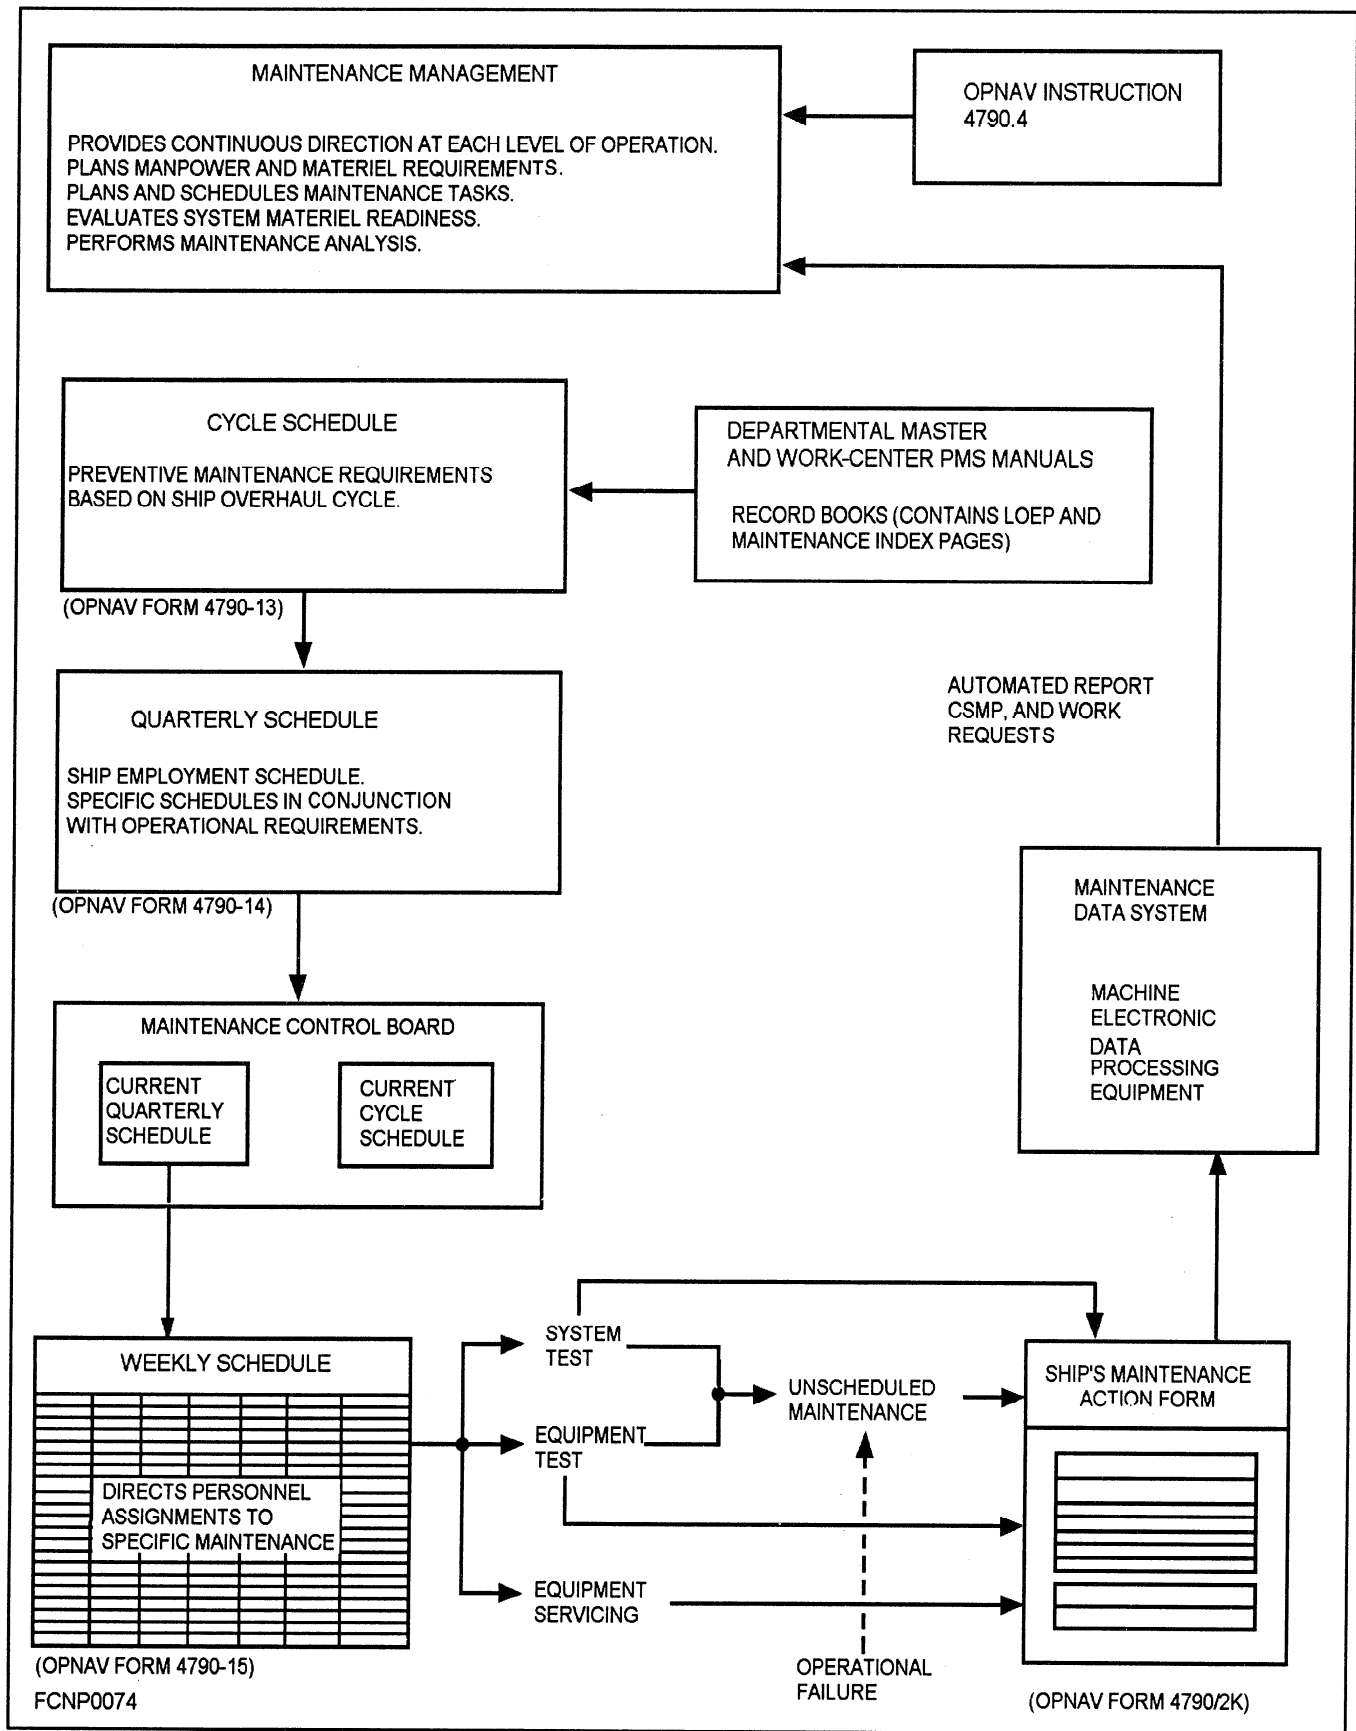 MAINTENANCE MANAGEMENT
PROVIDES CONTINUOUS DIRECTION AT EACH LEVEL OF OPERATION.
PLANS MANPOWER AND MATERIEL REQUIREMENTS.
PLANS AND SCHEDULES MAINTENANCE TASKS.
EVALUATES SYSTEM MATERIEL READINESS.
PERFORMS MAINTENANCE ANALYSIS.
OPNAV INSTRUCTION
4790.4
CYCLE SCHEDULE
PREVENTIVE MAINTENANCE REQUIREMENTS
BASED ON SHIP OVERHAUL CYCLE.
(OPNAV FORM 4790-13)
DEPARTMENTAL MASTER
AND WORK-CENTER PMS MANUALS
RECORD BOOKS (CONTAINS LOEP AND
MAINTENANCE INDEX PAGES)
QUARTERLY SCHEDULE
SHIP EMPLOYMENT SCHEDULE.
SPECIFIC SCHEDULES IN CONJUNCTION
WITH OPERATIONAL REQUIREMENTS.
(OPNAV FORM 4790-14)
AUTOMATED REPORT
CSMP, AND WORK
REQUESTS
MAINTENANCE
DATA SYSTEM
MACHINE
ELECTRONIC
DATA
PROCESSING
EQUIPMENT
MAINTENANCE CONTROL BOARD
CURRENT
QUARTERLY
SCHEDULE
CURRENT
CYCLE
SCHEDULE
WEEKLY SCHEDULE
DIRECTS PERSONNEL
ASSIGNMENTS TO
SPECIFIC MAINTENANCE
(OPNAV FORM 4790-15)
SYSTEM
TEST
EQUIPMENT
TEST
EQUIPMENT
SERVICING
UNSCHEDULED
MAINTENANCE
OPERATIONAL
FAILURE
SHIP'S MAINTENANCE
ACTION FORM
(OPNAV FORM 4790/2K)
FCNP0074